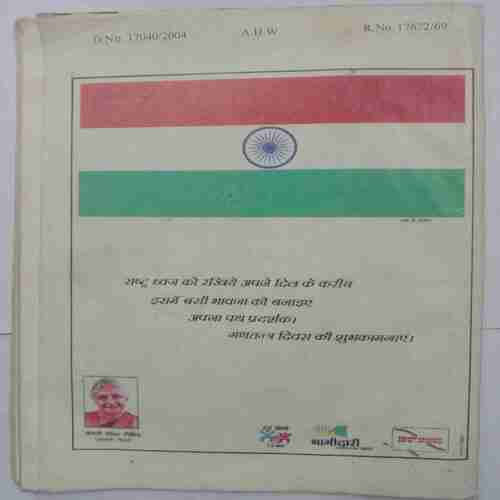 D.No. 17040/2004 A.H.W R.No. 17672/69
राष्ट्र ध्वज को रखिये अपने दिल के करीब
इसमें बसी भावना को बनाइए
अपना पथ प्रदर्शक।
गणतन्त्र दिवस की शुभकामनाएं।
भागीदारी